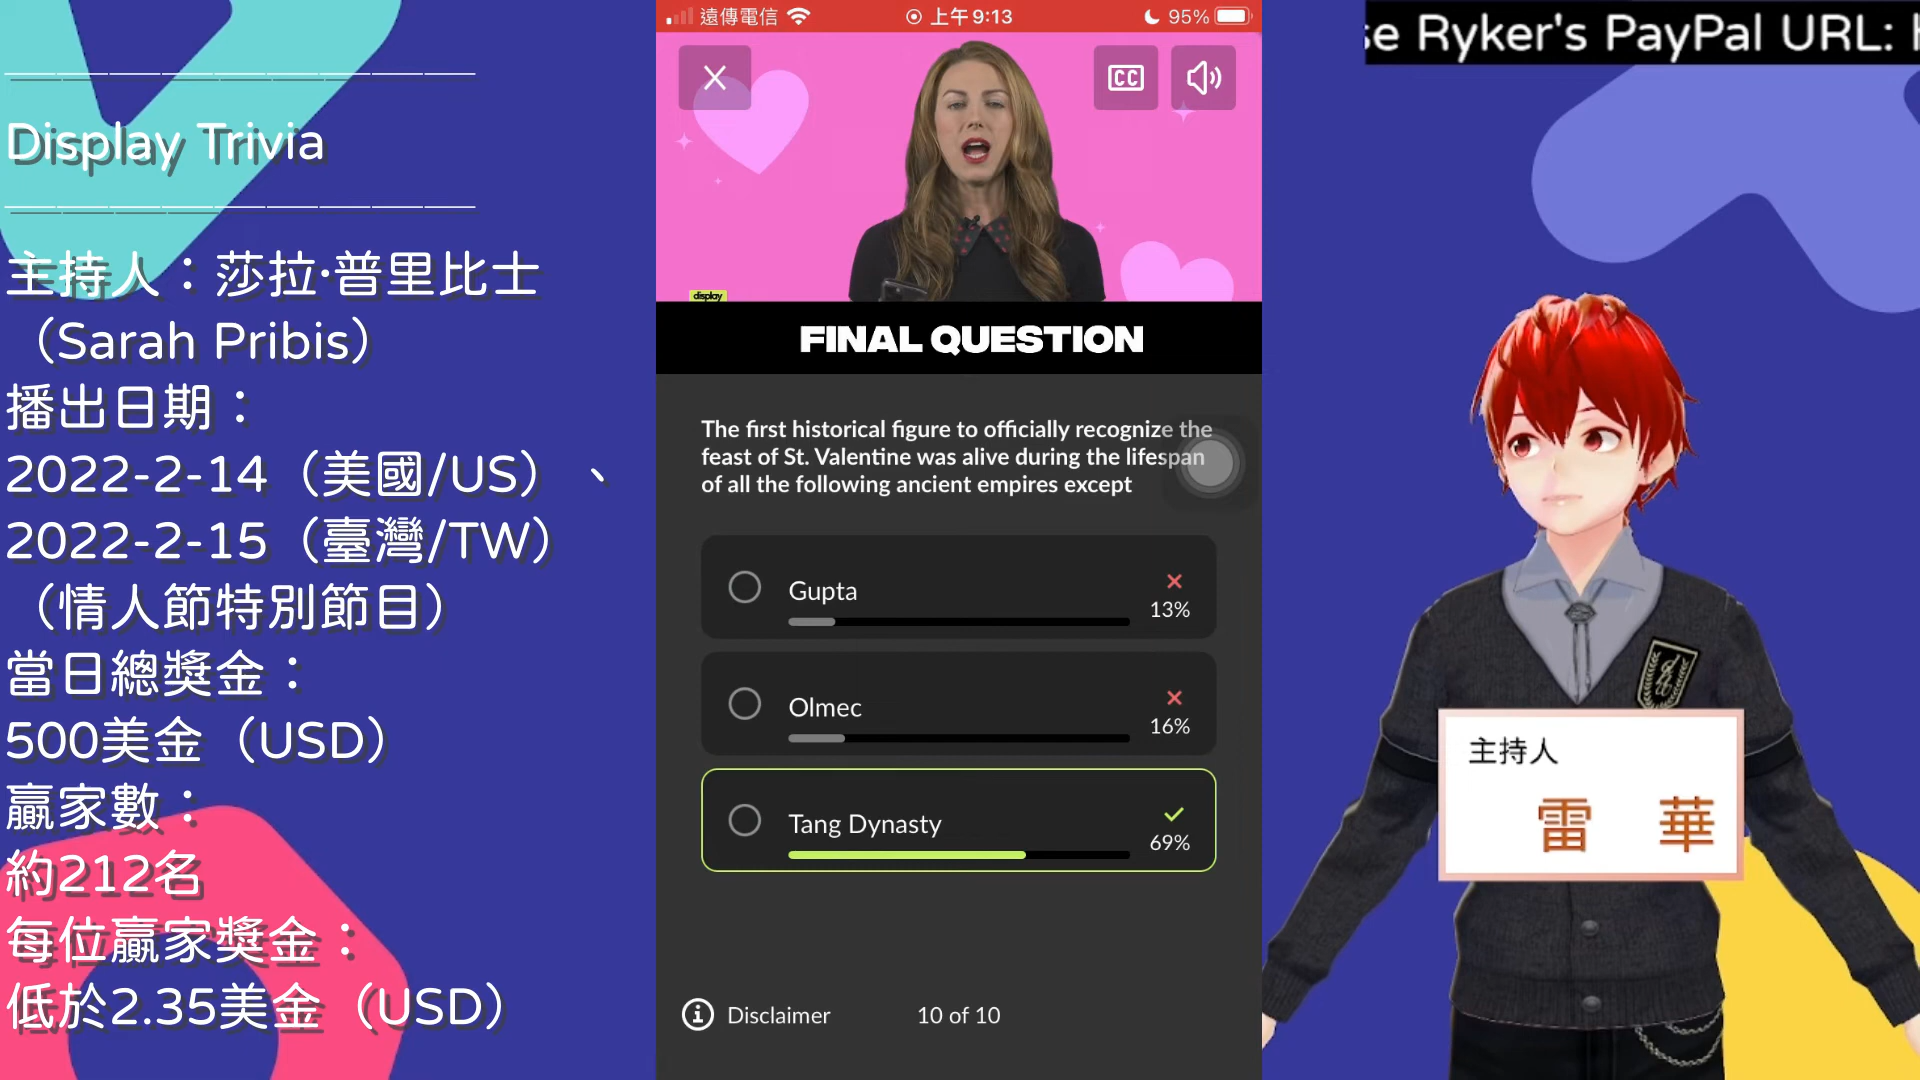 Display Trivia
主持人：莎拉·普里比士
（Sarah Pribis）
播出日期：
2022-2-14（美國/US）、
2022-2-15（臺灣/TW）
（情人節特別節目）
當日總獎金：
500美金（USD）
贏家數：
約212名
每位贏家獎金：
低於2.35美金（USD）
遠傳電信
上午9:13
95%
CC
display
FINAL QUESTION
The first historical figure to officially recognize the
feast of St. Valentine was alive during the lifespan
of all the following ancient empires except
Gupta
13%
Olmec
16%
Tang Dynasty
69%
Disclaimer
10 of 10
se Ryker's PayPal URL:
主持人
雷 華